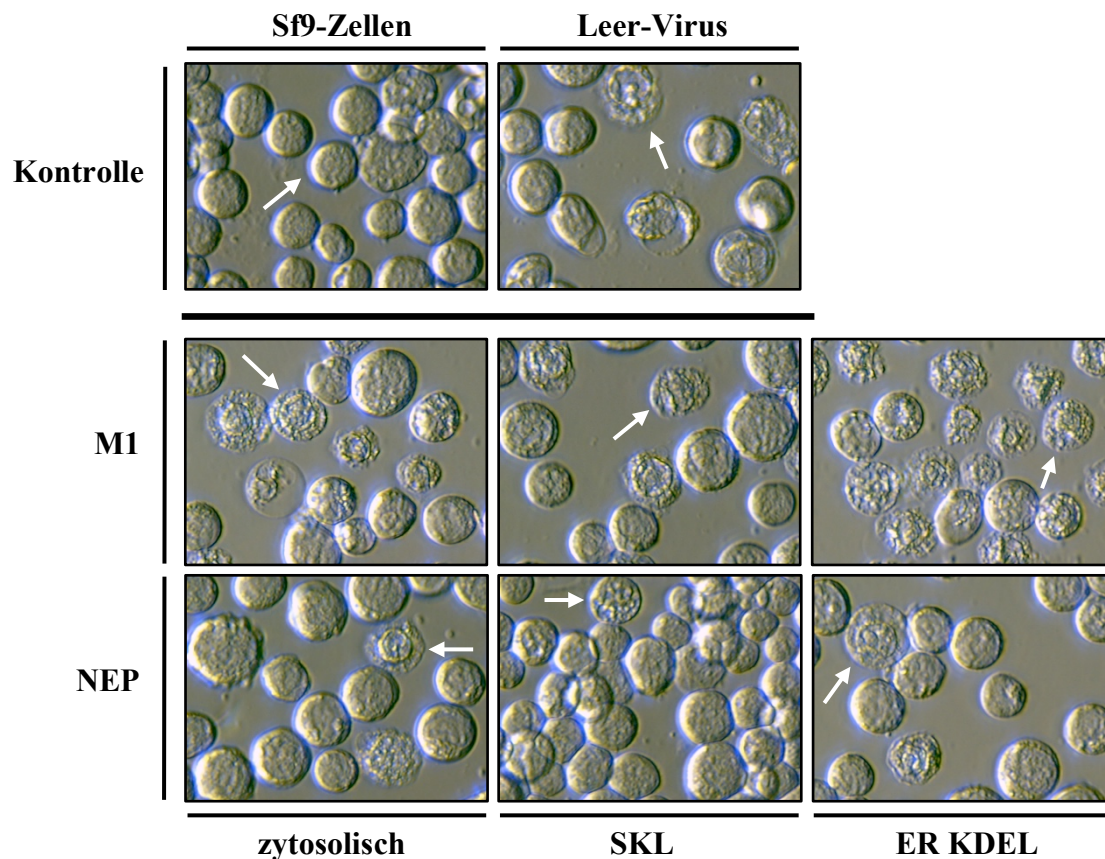 Sf9-Zellen
Leer-Virus
Kontrolle
M1
NEP
zytosolisch
SKL
ER KDEL